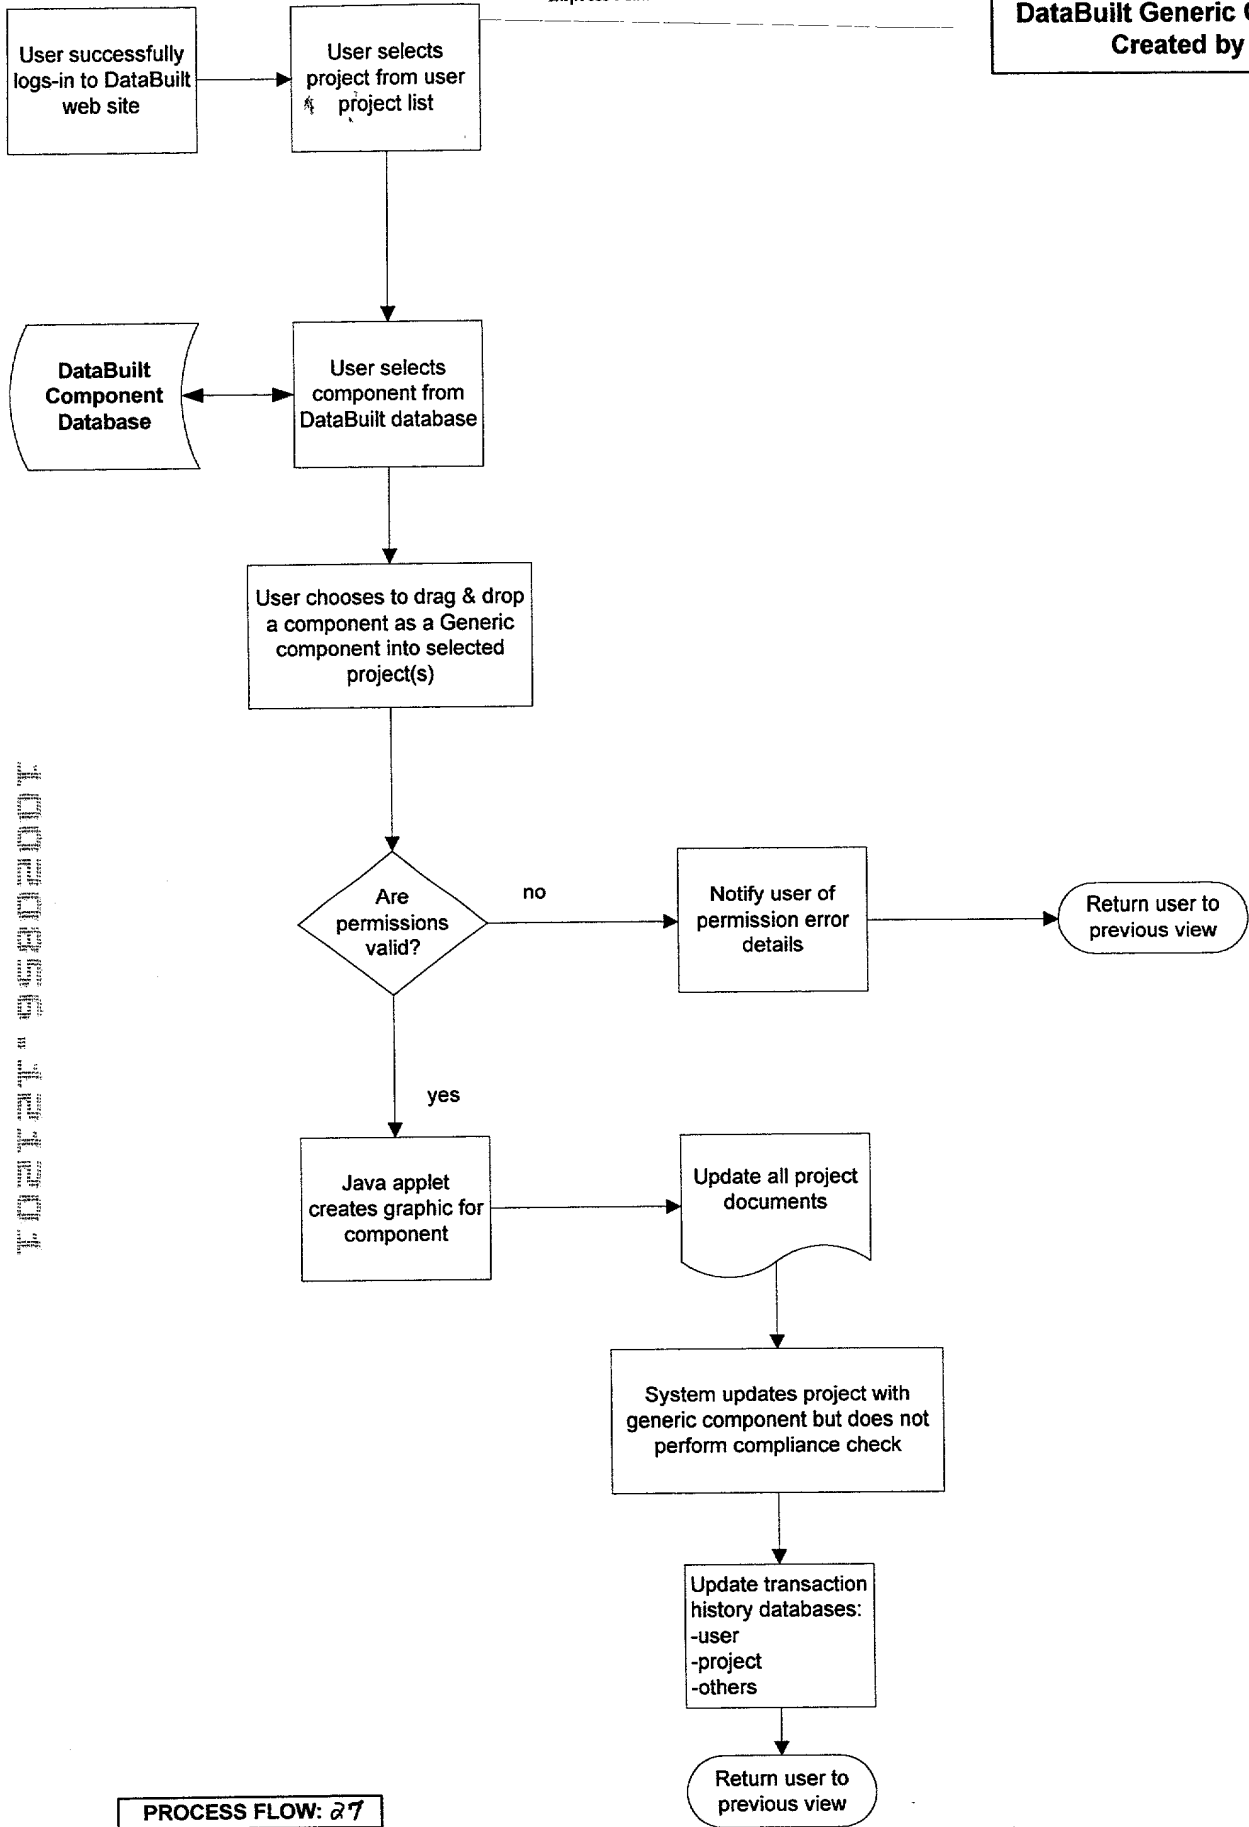 DataBuilt Generic
Created by
User successfully
logs-in to DataBuilt
web site
User selects
project from user
project list
DataBuilt
Component
Database
User selects
component from
DataBuilt database
User chooses to drag & drop
a component as a Generic
component into selected
project(s)
Are
permissions
valid?
no
Notify user of
permission error
details
Return user to
previous view
yes
Java applet
creates graphic for
component
Update all project
documents
System updates project with
generic component but does not
perform compliance check
Update transaction
history databases:
-user
-project
-others
Return user to
previous view
PROCESS FLOW: 27